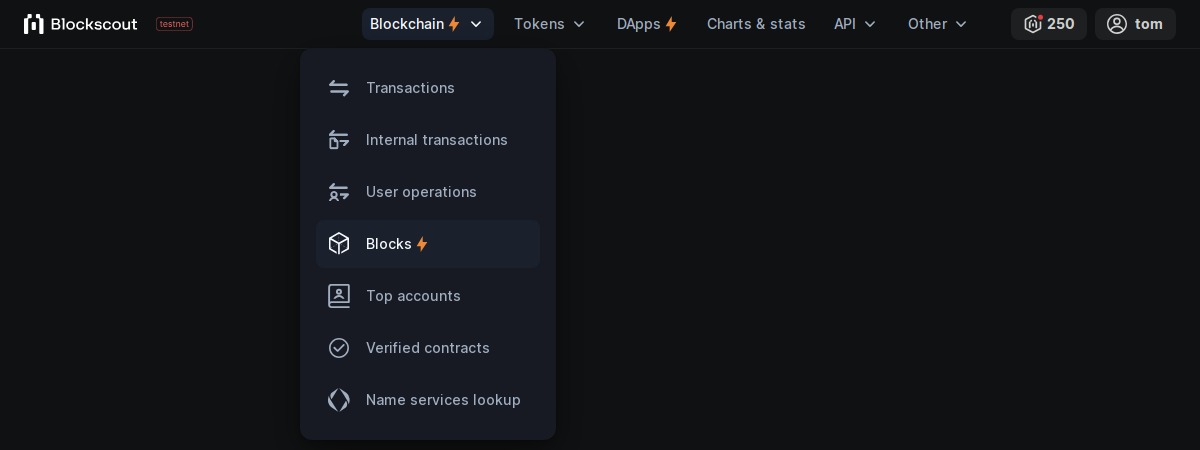 Blockscout testnet Blockchain Tokens DApps Charts & stats API Other 250 tom
Transactions
Internal transactions
User operations
Blocks
Top accounts
Verified contracts
Name services lookup